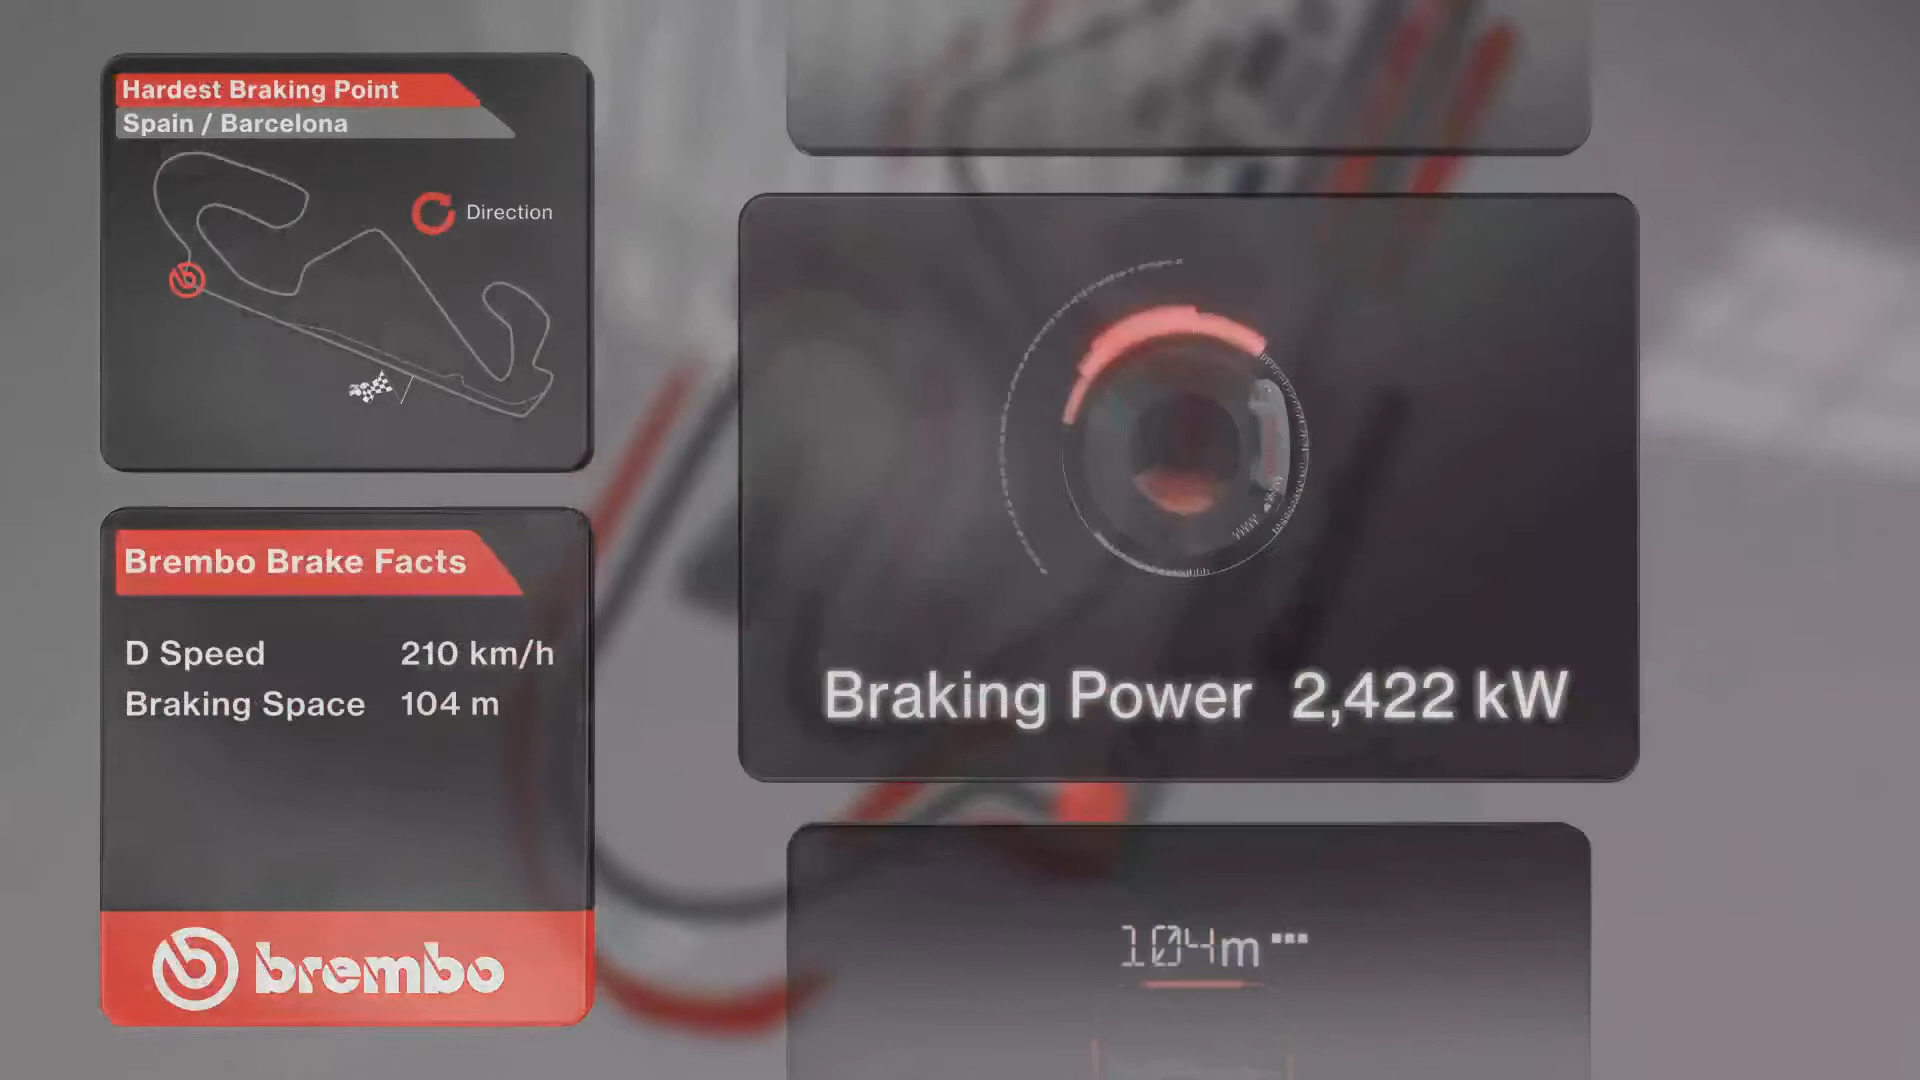 Hardest Braking Point
Spain / Barcelona
Direction
Brembo Brake Facts
D Speed 210 km/h
Braking Space 104 m
brembo
Braking Power 2,422 kW
104m